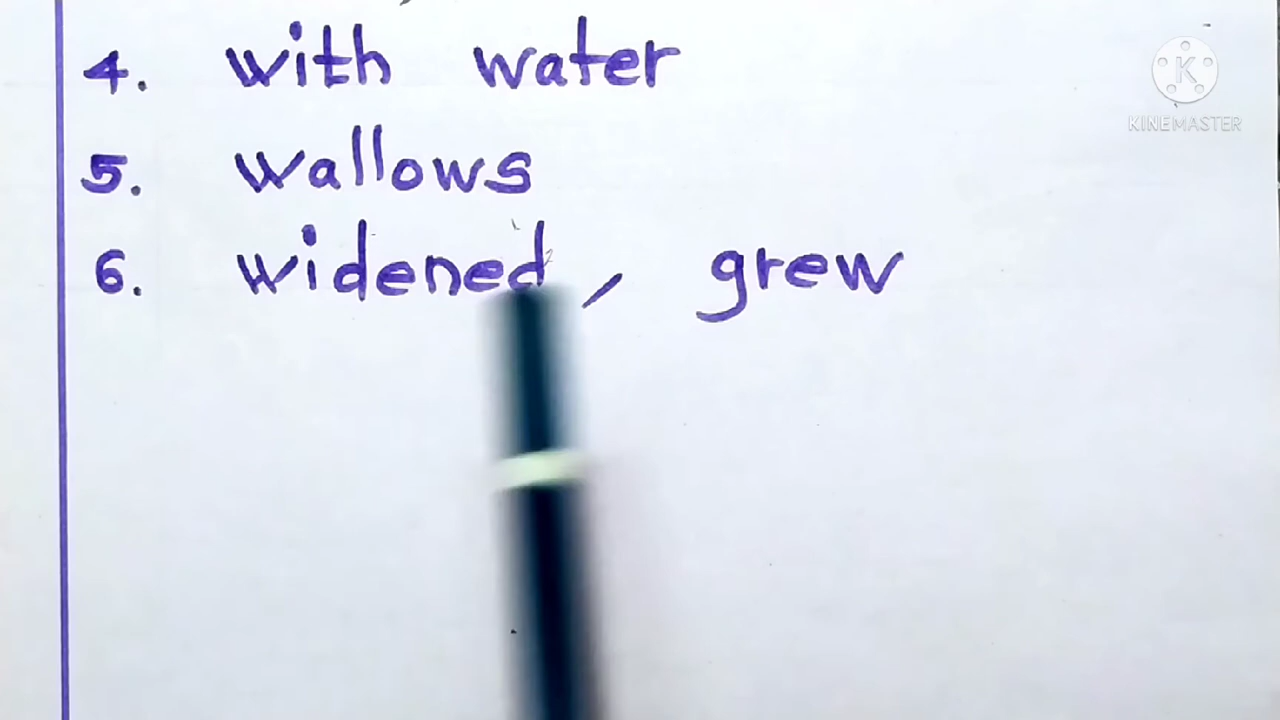 4. with water
K
KINEMASTER
5. wallows
6. widened, grew